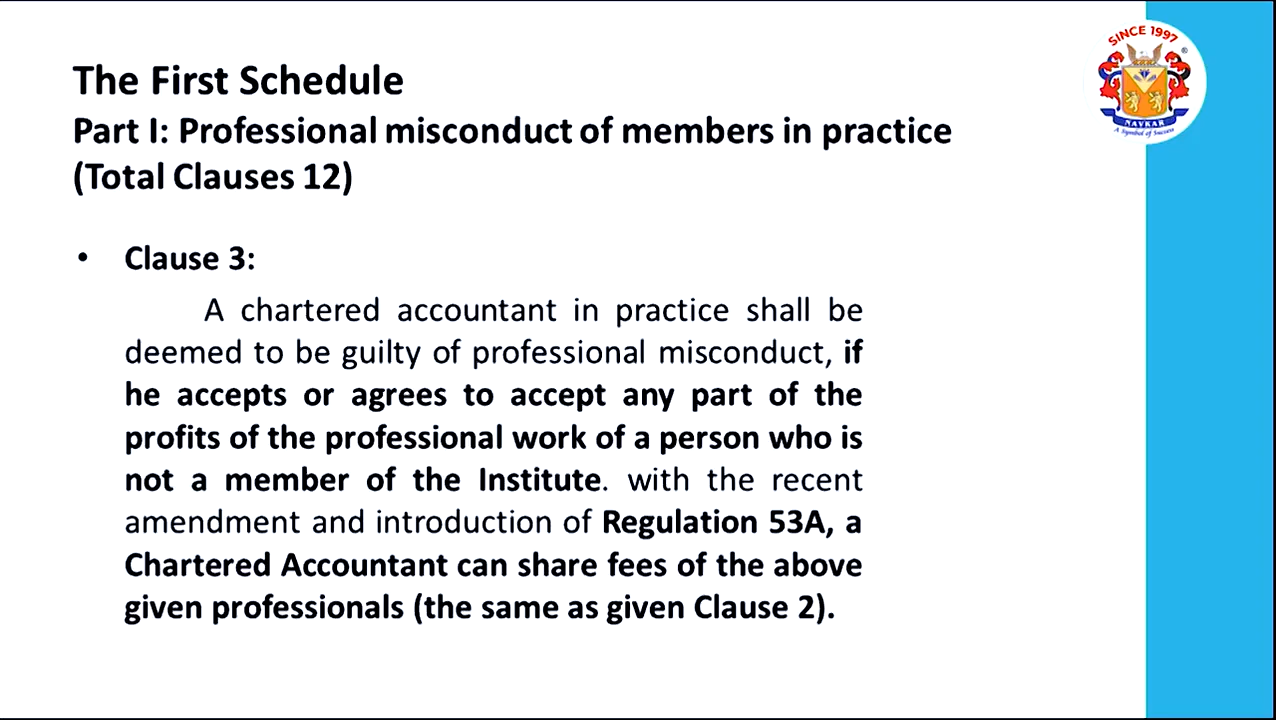 The First Schedule
Part I: Professional misconduct of members in practice
(Total Clauses 12)
SINCE 1997
®
NAVKAR
A Symbol of Success
• Clause 3:
A chartered accountant in practice shall be
deemed to be guilty of professional misconduct, if
he accepts or agrees to accept any part of the
profits of the professional work of a person who is
not a member of the Institute. with the recent
amendment and introduction of Regulation 53A, a
Chartered Accountant can share fees of the above
given professionals (the same as given Clause 2).